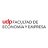 udp FACULTAD DE
ECONOMÍA Y EMPRESA